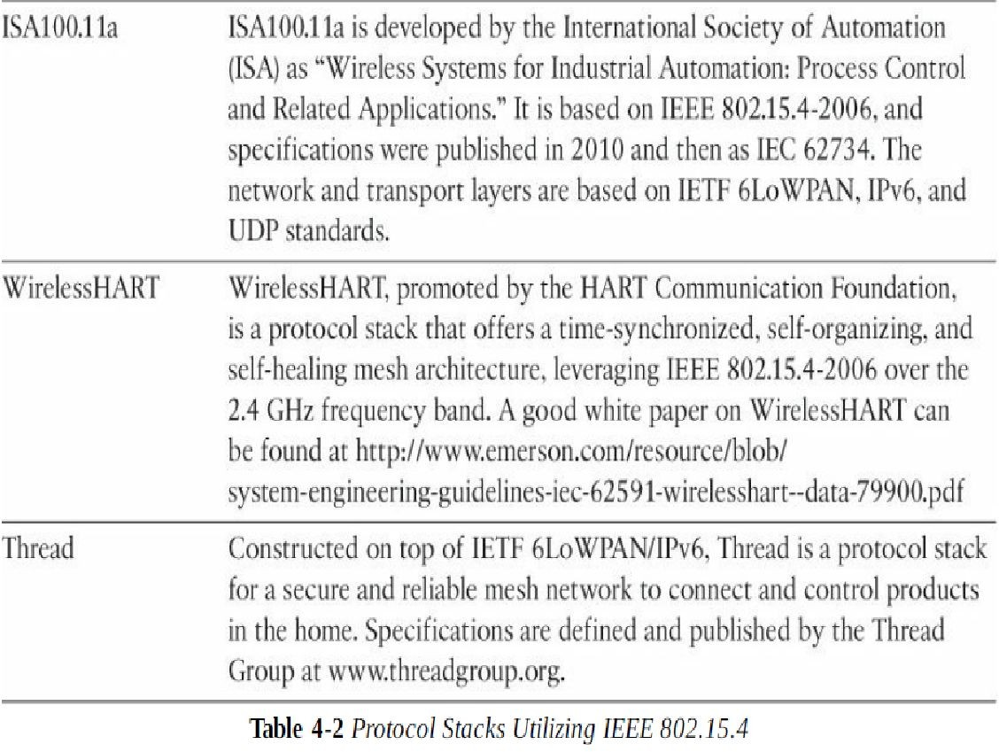 ISA100.11a ISA100.11a is developed by the International Society of Automation
(ISA) as “Wireless Systems for Industrial Automation: Process Control
and Related Applications.” It is based on IEEE 802.15.4-2006, and
specifications were published in 2010 and then as IEC 62734. The
network and transport layers are based on IETF 6LoWPAN, IPv6, and
UDP standards.
WirelessHART WirelessHART, promoted by the HART Communication Foundation,
is a protocol stack that offers a time-synchronized, self-organizing, and
self-healing mesh architecture, leveraging IEEE 802.15.4-2006 over the
2.4 GHz frequency band. A good white paper on WirelessHART can
be found at http://www.emerson.com/resource/blob/
system-engineering-guidelines-iec-62591-wirelesshart--data-79900.pdf
Thread Constructed on top of IETF 6LoWPAN/IPv6, Thread is a protocol stack
for a secure and reliable mesh network to connect and control products
in the home. Specifications are defined and published by the Thread
Group at www.threadgroup.org.
Table 4-2 Protocol Stacks Utilizing IEEE 802.15.4